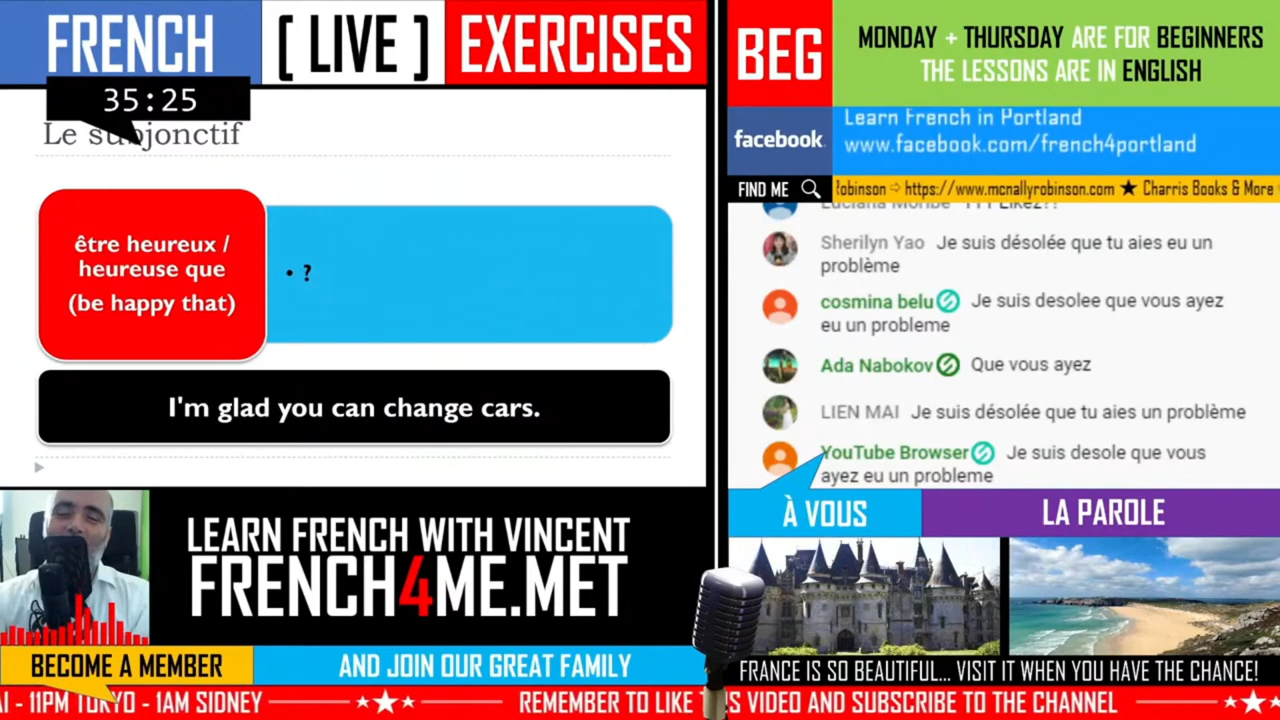 FRENCH [ LIVE ] EXERCISES
35:25
Le subjonctif
être heureux /
heureuse que
(be happy that)
• ?
I'm glad you can change cars.
LEARN FRENCH WITH VINCENT
FRENCH4ME.MET
BECOME A MEMBER AND JOIN OUR GREAT FAMILY
- 11PM TOKYO - 1AM SIDNEY ★ REMEMBER TO LIKE THIS VIDEO AND SUBSCRIBE TO THE CHANNEL
BEG
MONDAY + THURSDAY ARE FOR BEGINNERS
THE LESSONS ARE IN ENGLISH
facebook
Learn French in Portland
www.facebook.com/french4portland
FIND ME
Robinson ⇨ https://www.mcnallyrobinson.com ★ Charris Books & More
Sherilyn Yao Je suis désolée que tu aies eu un
problème
cosmina belu Je suis desolee que vous ayez
eu un probleme
Ada Nabokov Que vous ayez
LIEN MAI Je suis désolée que tu aies un problème
YouTube Browser Je suis desole que vous
ayez eu un probleme
À VOUS LA PAROLE
FRANCE IS SO BEAUTIFUL... VISIT IT WHEN YOU HAVE THE CHANCE!